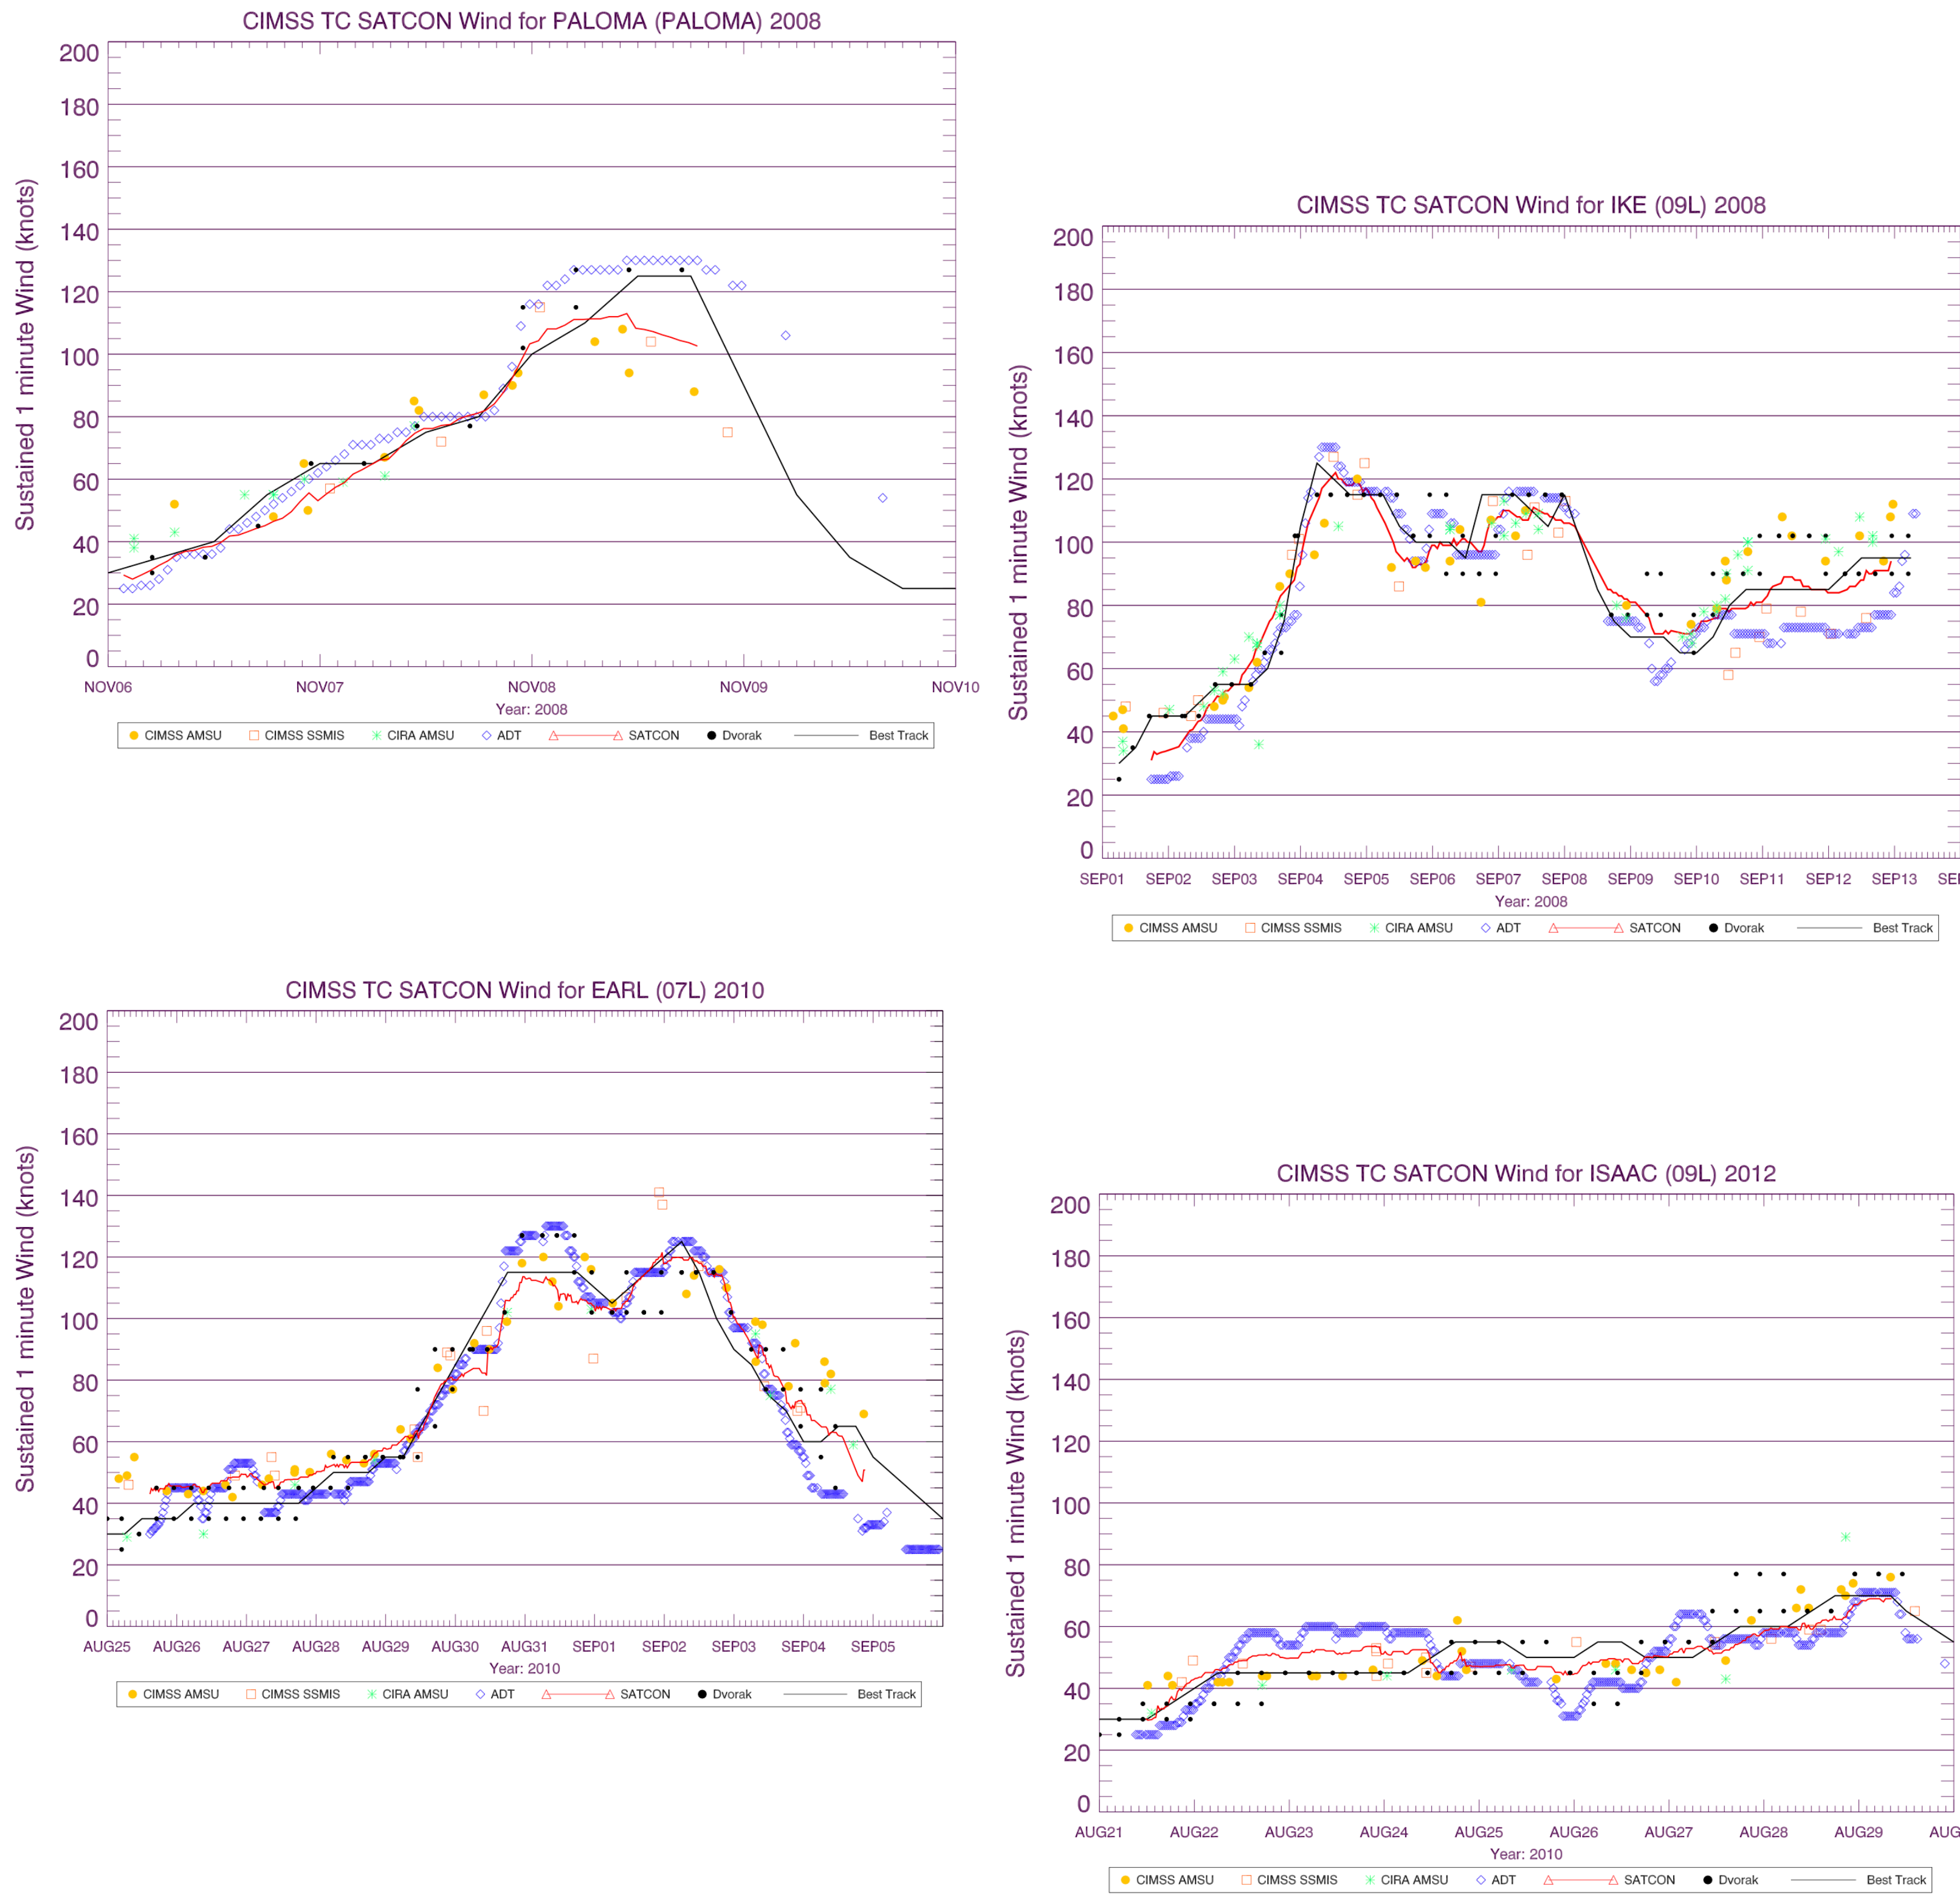 CIMSS TC SATCON Wind for PALOMA (PALOMA) 2008
Sustained 1 minute Wind (knots)
200
180
160
140
120
100
80
60
40
20
0
NOV06 NOV07 NOV08 NOV09 NOV10
Year: 2008
CIMSS AMSU CIMSS SSMIS CIRA AMSU ADT SATCON Dvorak Best Track
CIMSS TC SATCON Wind for IKE (09L) 2008
Sustained 1 minute Wind (knots)
200
180
160
140
120
100
80
60
40
20
0
SEP01 SEP02 SEP03 SEP04 SEP05 SEP06 SEP07 SEP08 SEP09 SEP10 SEP11 SEP12 SEP13
Year: 2008
CIMSS AMSU CIMSS SSMIS CIRA AMSU ADT SATCON Dvorak Best Track
CIMSS TC SATCON Wind for EARL (07L) 2010
Sustained 1 minute Wind (knots)
200
180
160
140
120
100
80
60
40
20
0
AUG25 AUG26 AUG27 AUG28 AUG29 AUG30 AUG31 SEP01 SEP02 SEP03 SEP04 SEP05
Year: 2010
CIMSS AMSU CIMSS SSMIS CIRA AMSU ADT SATCON Dvorak Best Track
CIMSS TC SATCON Wind for ISAAC (09L) 2012
Sustained 1 minute Wind (knots)
200
180
160
140
120
100
80
60
40
20
0
AUG21 AUG22 AUG23 AUG24 AUG25 AUG26 AUG27 AUG28 AUG29
Year: 2010
CIMSS AMSU CIMSS SSMIS CIRA AMSU ADT SATCON Dvorak Best Track